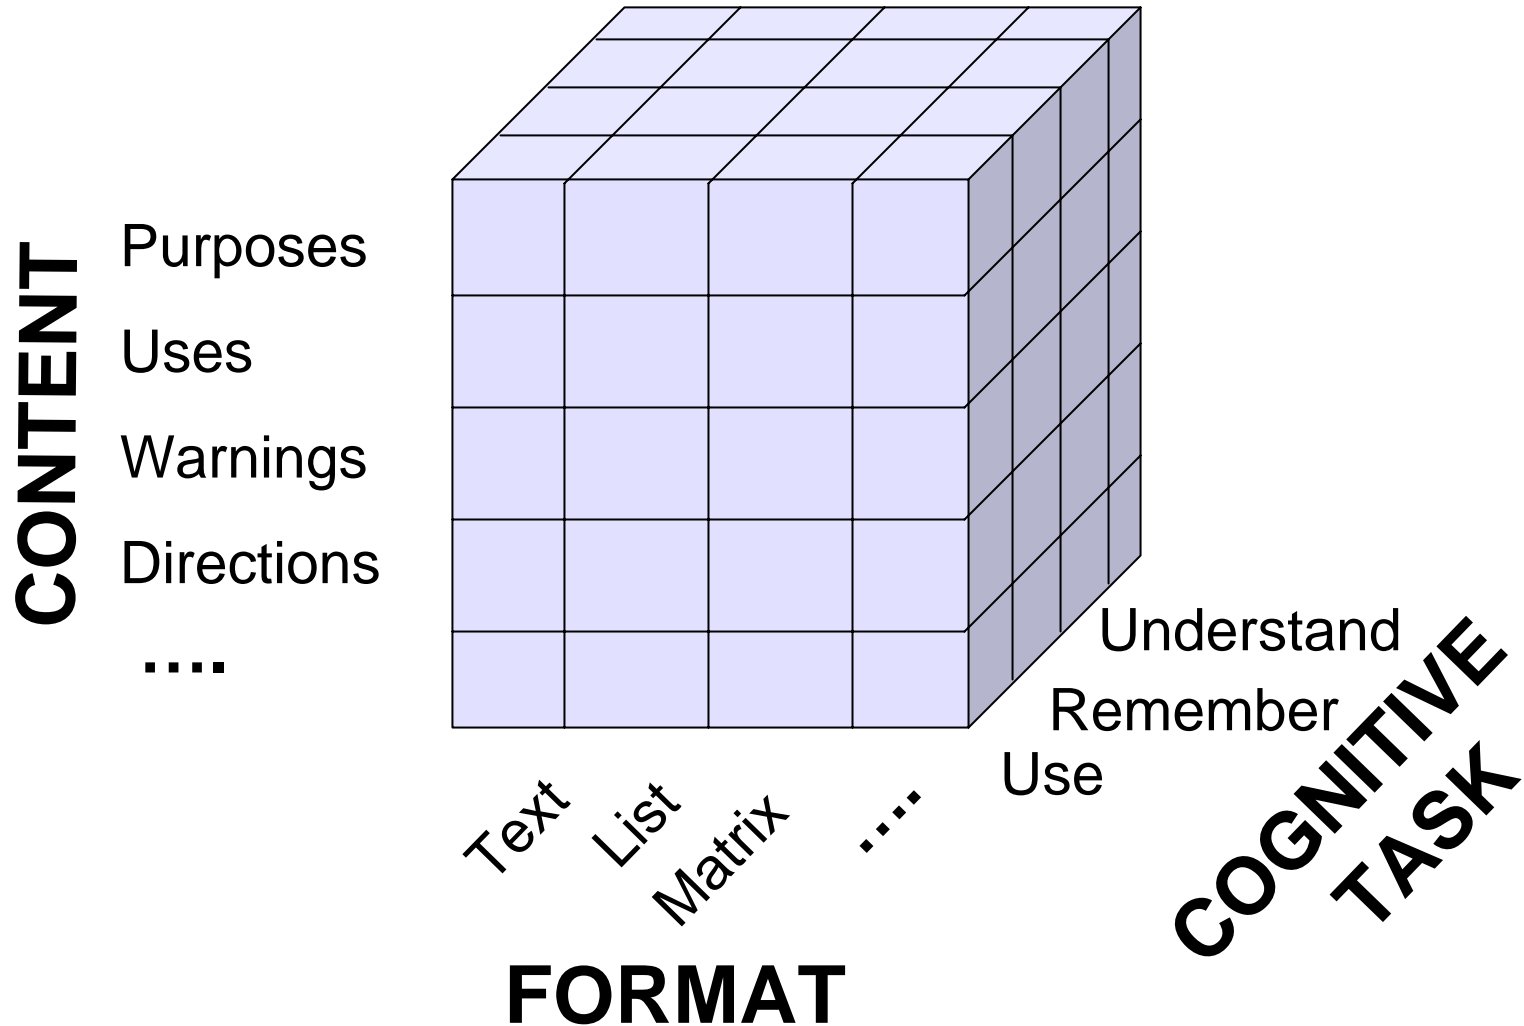 CONTENT
Purposes
Uses
Warnings
Directions
....
Text
List
Matrix
....
FORMAT
Understand
Remember
Use
COGNITIVE
TASK